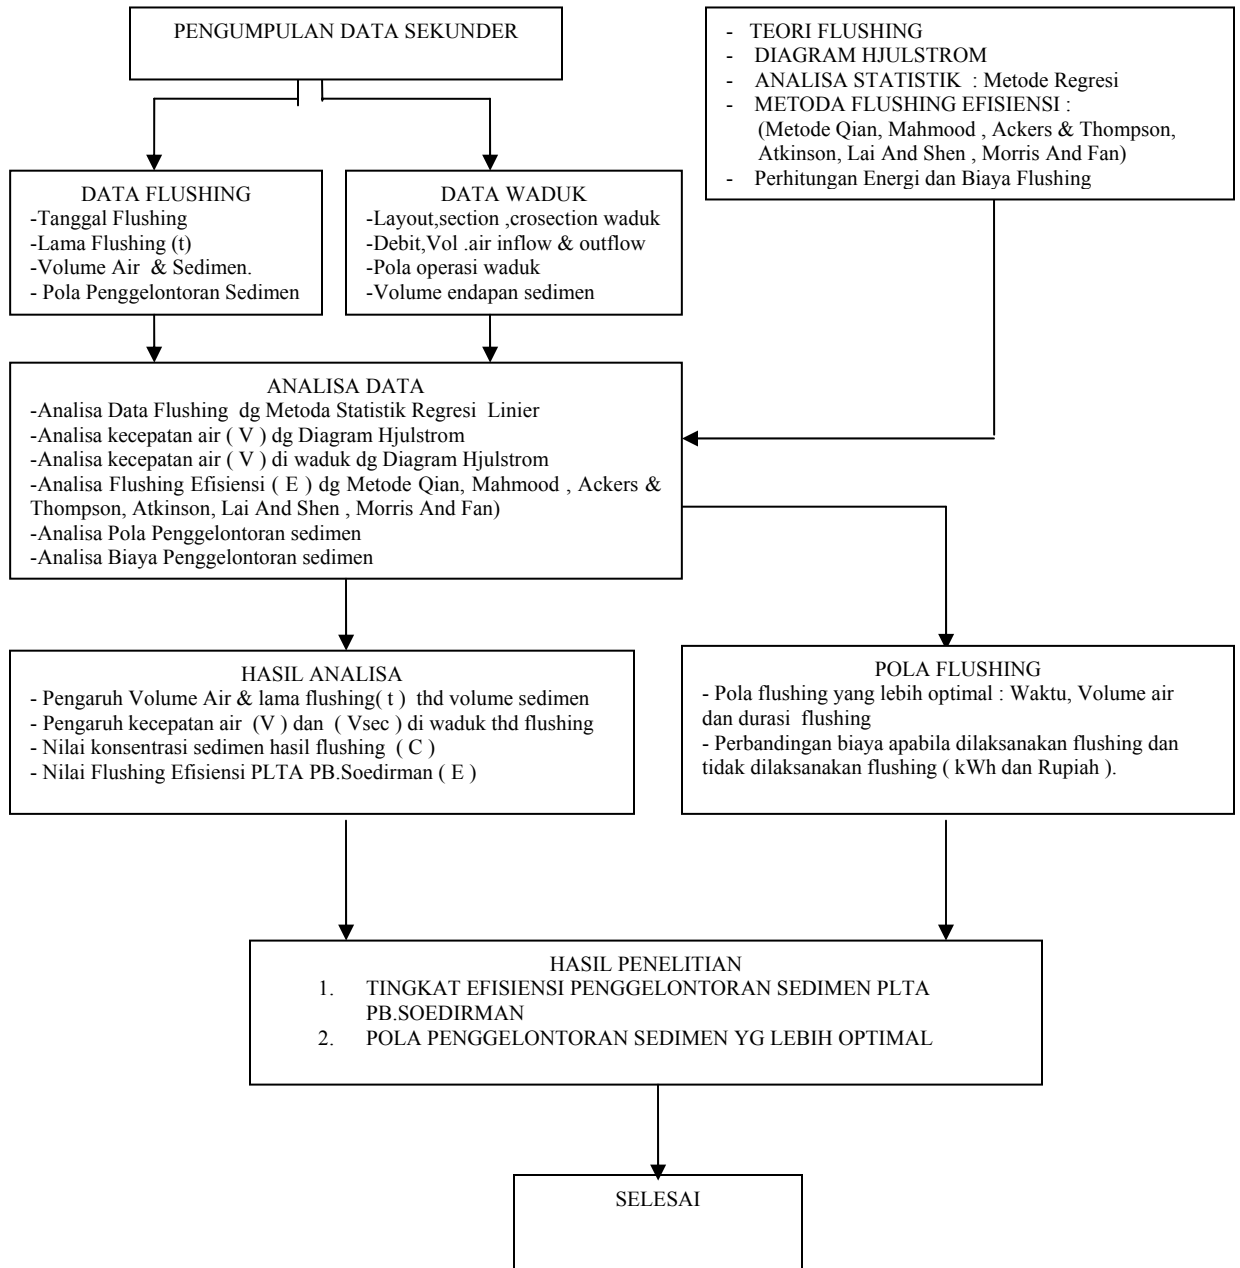 PENGUMPULAN DATA SEKUNDER
- TEORI FLUSHING
- DIAGRAM HJULSTROM
- ANALISA STATISTIK : Metode Regresi
- METODA FLUSHING EFISIENSI :
(Metode Qian, Mahmood , Ackers & Thompson,
Atkinson, Lai And Shen , Morris And Fan)
- Perhitungan Energi dan Biaya Flushing
DATA FLUSHING
-Tanggal Flushing
-Lama Flushing (t)
-Volume Air & Sedimen.
- Pola Penggelontoran Sedimen
DATA WADUK
-Layout,section ,crosection waduk
-Debit,Vol .air inflow & outflow
-Pola operasi waduk
-Volume endapan sedimen
ANALISA DATA
-Analisa Data Flushing dg Metoda Statistik Regresi Linier
-Analisa kecepatan air ( V ) dg Diagram Hjulstrom
-Analisa kecepatan air ( V ) di waduk dg Diagram Hjulstrom
-Analisa Flushing Efisiensi ( E ) dg Metode Qian, Mahmood , Ackers &
Thompson, Atkinson, Lai And Shen , Morris And Fan)
-Analisa Pola Penggelontoran sedimen
-Analisa Biaya Penggelontoran sedimen
HASIL ANALISA
- Pengaruh Volume Air & lama flushing( t ) thd volume sedimen
- Pengaruh kecepatan air (V ) dan ( Vsec ) di waduk thd flushing
- Nilai konsentrasi sedimen hasil flushing ( C )
- Nilai Flushing Efisiensi PLTA PB.Soedirman ( E )
POLA FLUSHING
- Pola flushing yang lebih optimal : Waktu, Volume air
dan durasi flushing
- Perbandingan biaya apabila dilaksanakan flushing dan
tidak dilaksanakan flushing ( kWh dan Rupiah ).
HASIL PENELITIAN
1. TINGKAT EFISIENSI PENGGELONTORAN SEDIMEN PLTA
PB.SOEDIRMAN
2. POLA PENGGELONTORAN SEDIMEN YG LEBIH OPTIMAL
SELESAI